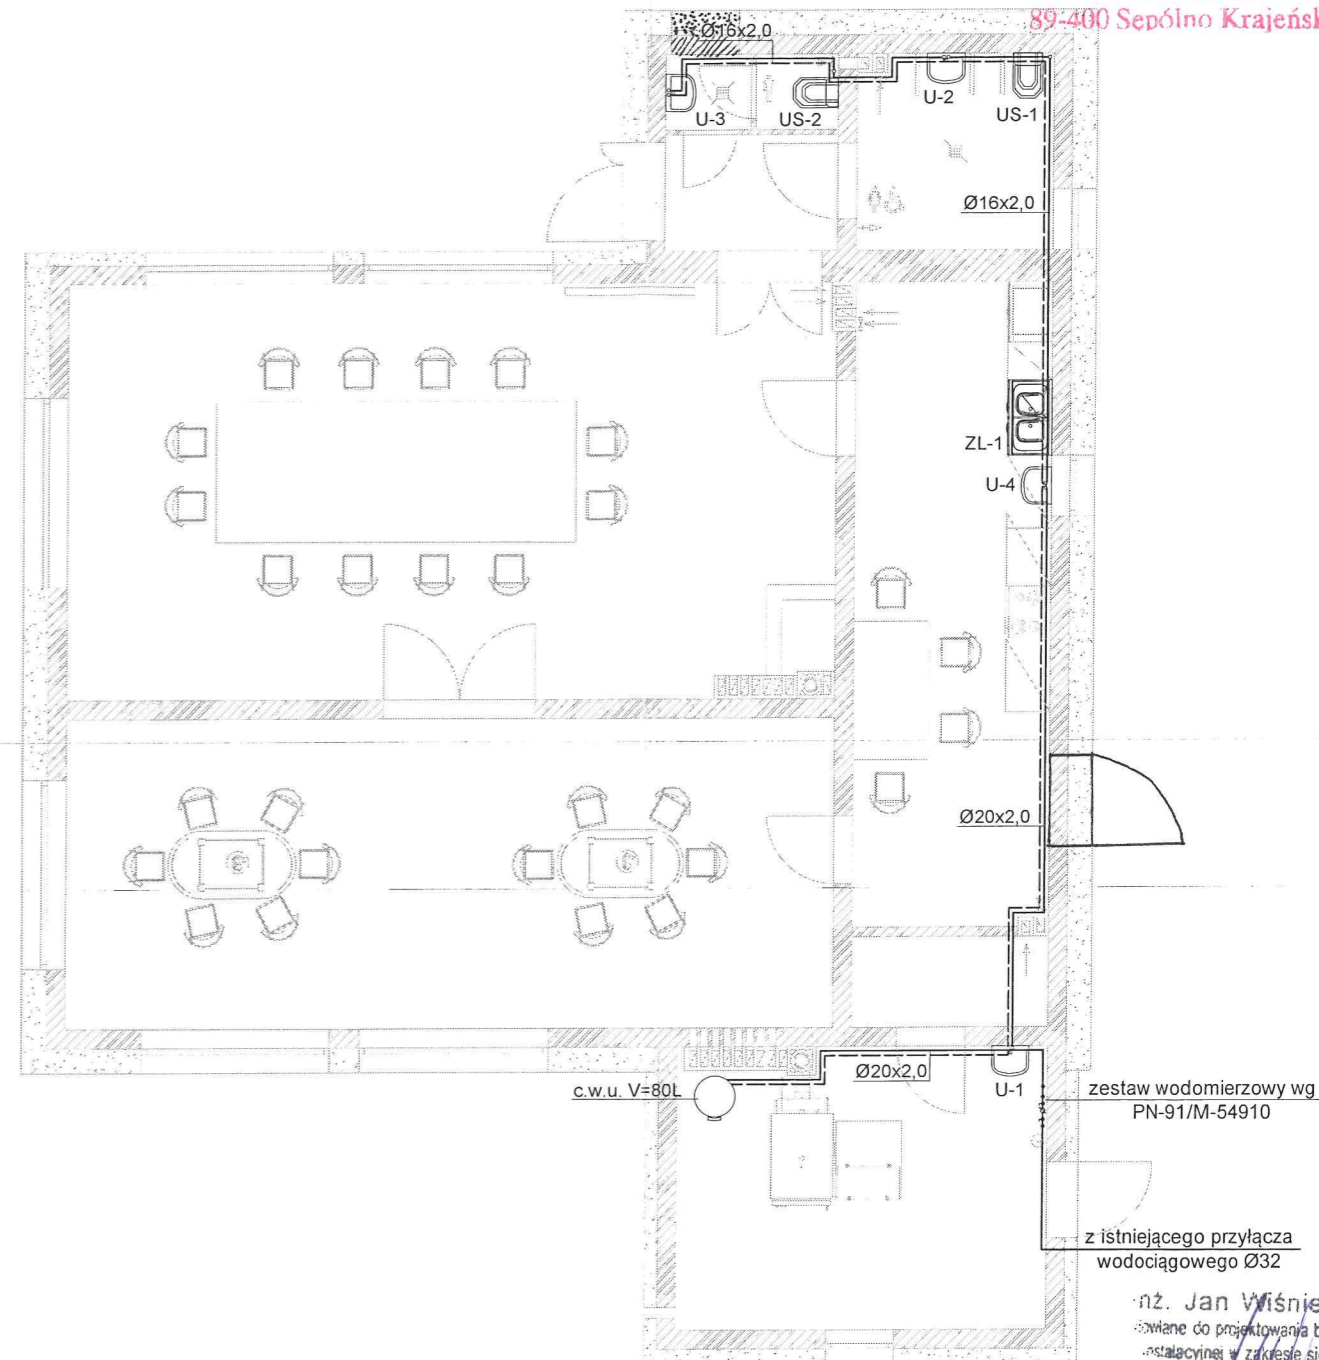 89-400 Sępólno Krajeńsk
Ø16x2,0
U-3
US-2
U-2
US-1
Ø16x2,0
ZL-1
U-4
Ø20x2,0
Ø20x2,0
U-1
c.w.u. V=80L
zestaw wodomierzowy wg
PN-91/M-54910
z istniejącego przyłącza
wodociągowego Ø32
nż. Jan Wiśnie
owlane do projektowania b
instalacyjnej w zakresie si